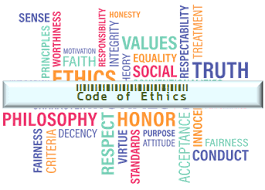 SENSE
PRINCIPLES
WORTHINESS
MOTIVATION
FAITH
ETHICS
RESPONSIBILITY
HONESTY
INTEGRITY
VALUES
EQUALITY
SOCIAL
RESPECTABILITY
TREATMENT
TRUTH
Code of Ethics
PHILOSOPHY
FAIRNESS
CRITERIA
DECENCY
RESPECT
HONOR
VIRTUE
STANDARDS
PURPOSE
ATTITUDE
ACCEPTANCE
FAIRNESS
CONDUCT